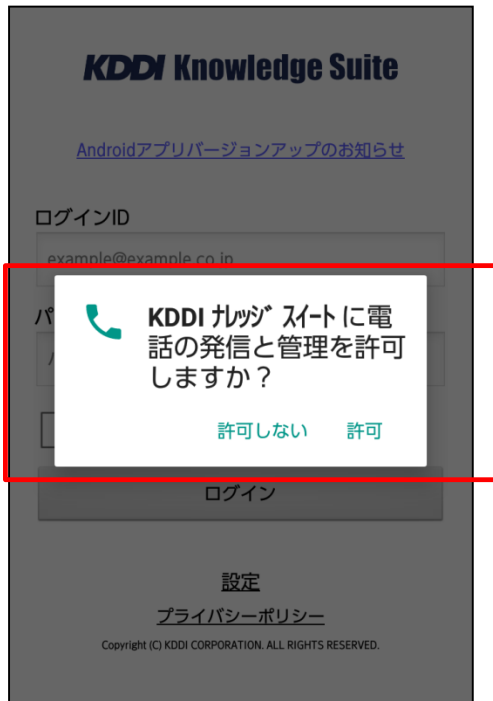 KDDI Knowledge Suite
Androidアプリバージョンアップのお知らせ
ログインID
example@example.co.jp
パ
KDDI ﾅﾚｯｼﾞ ｽｲｰﾄ に電
話の発信と管理を許可
しますか？
許可しない 許可
ログイン
設定
プライバシーポリシー
Copyright (C) KDDI CORPORATION. ALL RIGHTS RESERVED.